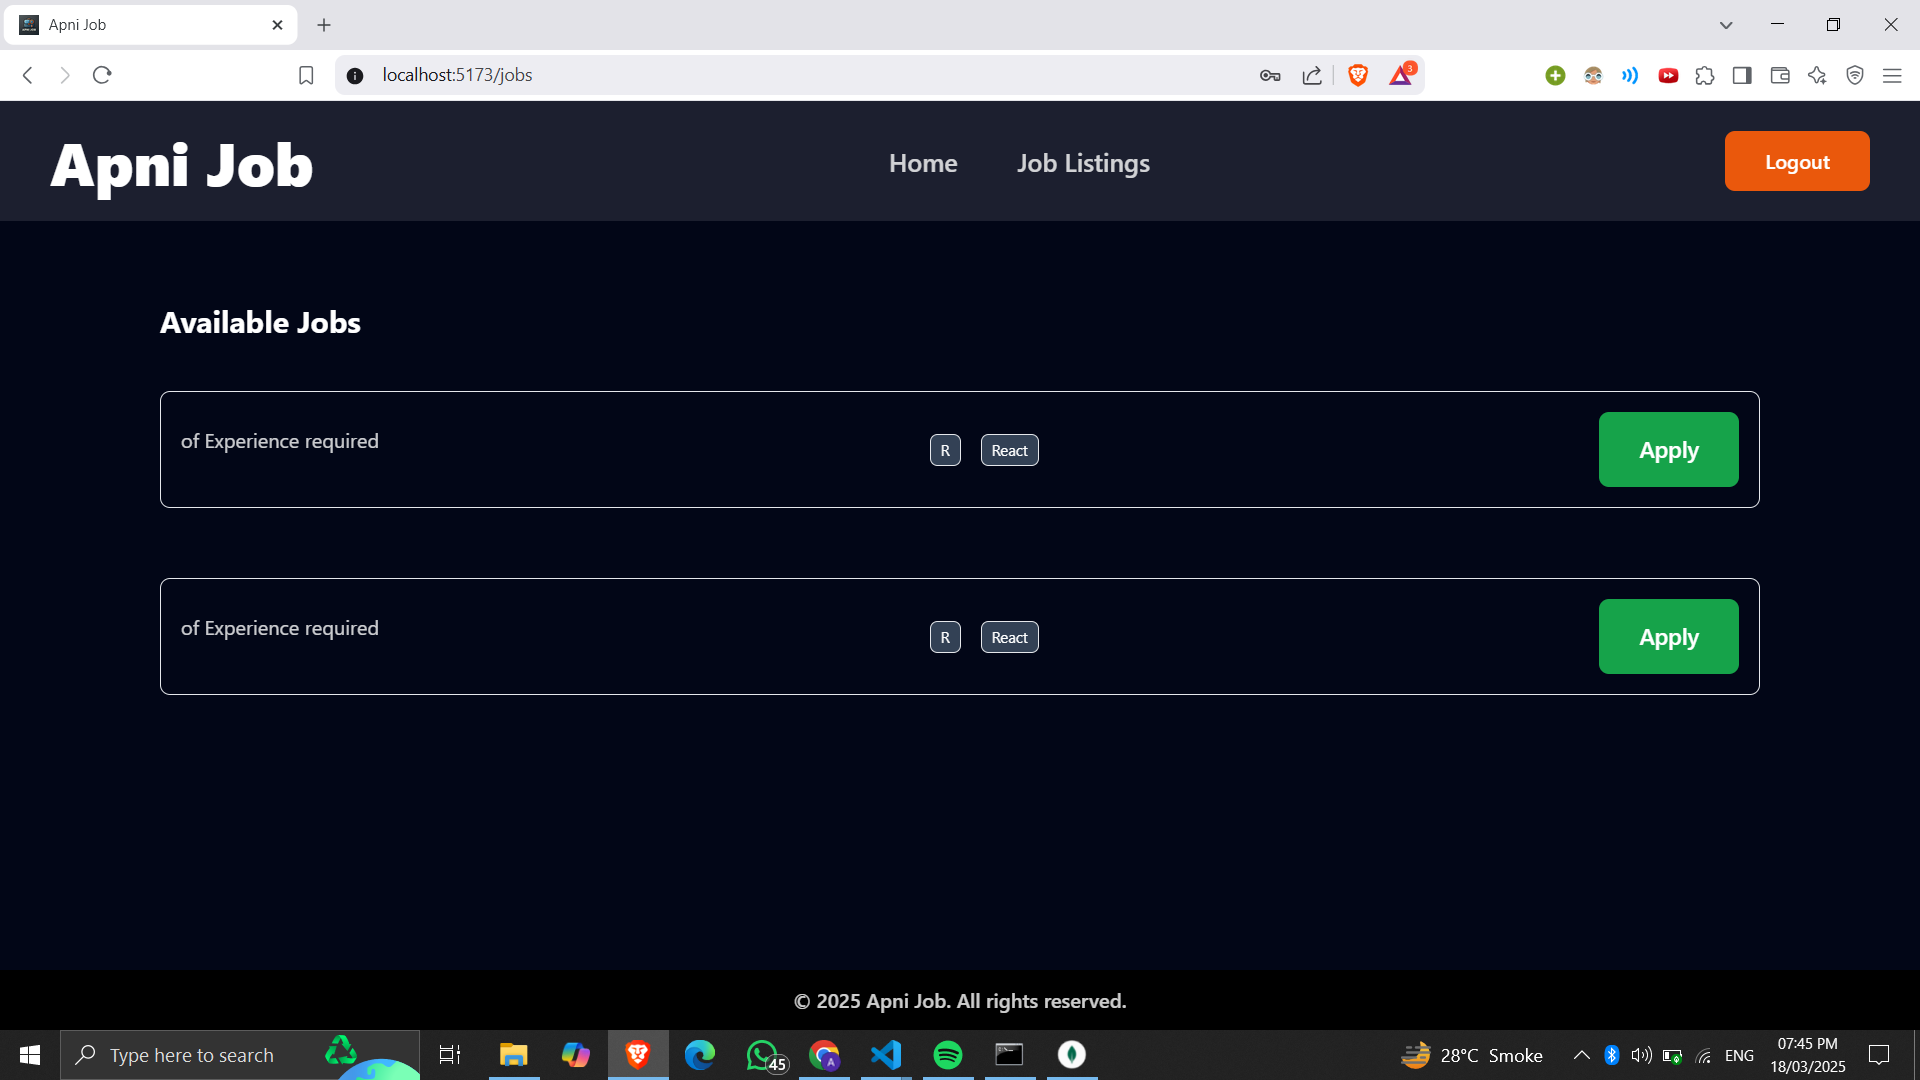 Apni Job
localhost:5173/jobs
3
Apni Job
Home
Job Listings
Logout
Available Jobs
of Experience required
R
React
Apply
of Experience required
R
React
Apply
© 2025 Apni Job. All rights reserved.
Type here to search
45
A
28°C Smoke
ENG
07:45 PM
18/03/2025